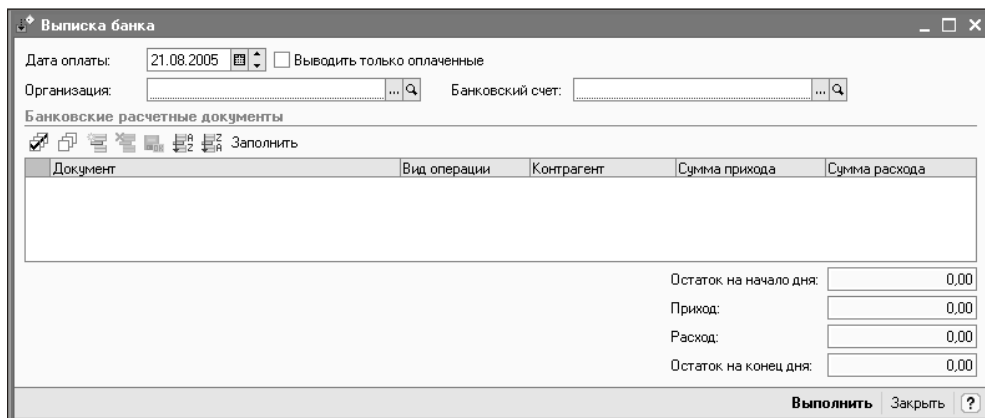 Выписка банка
Дата оплаты: 21.08.2005 Выводить только оплаченные
Организация: ... Банковский счет: ...
Банковские расчетные документы
Заполнить
Документ Вид операции Контрагент Сумма прихода Сумма расхода
Остаток на начало дня: 0,00
Приход: 0,00
Расход: 0,00
Остаток на конец дня: 0,00
Выполнить Закрыть ?